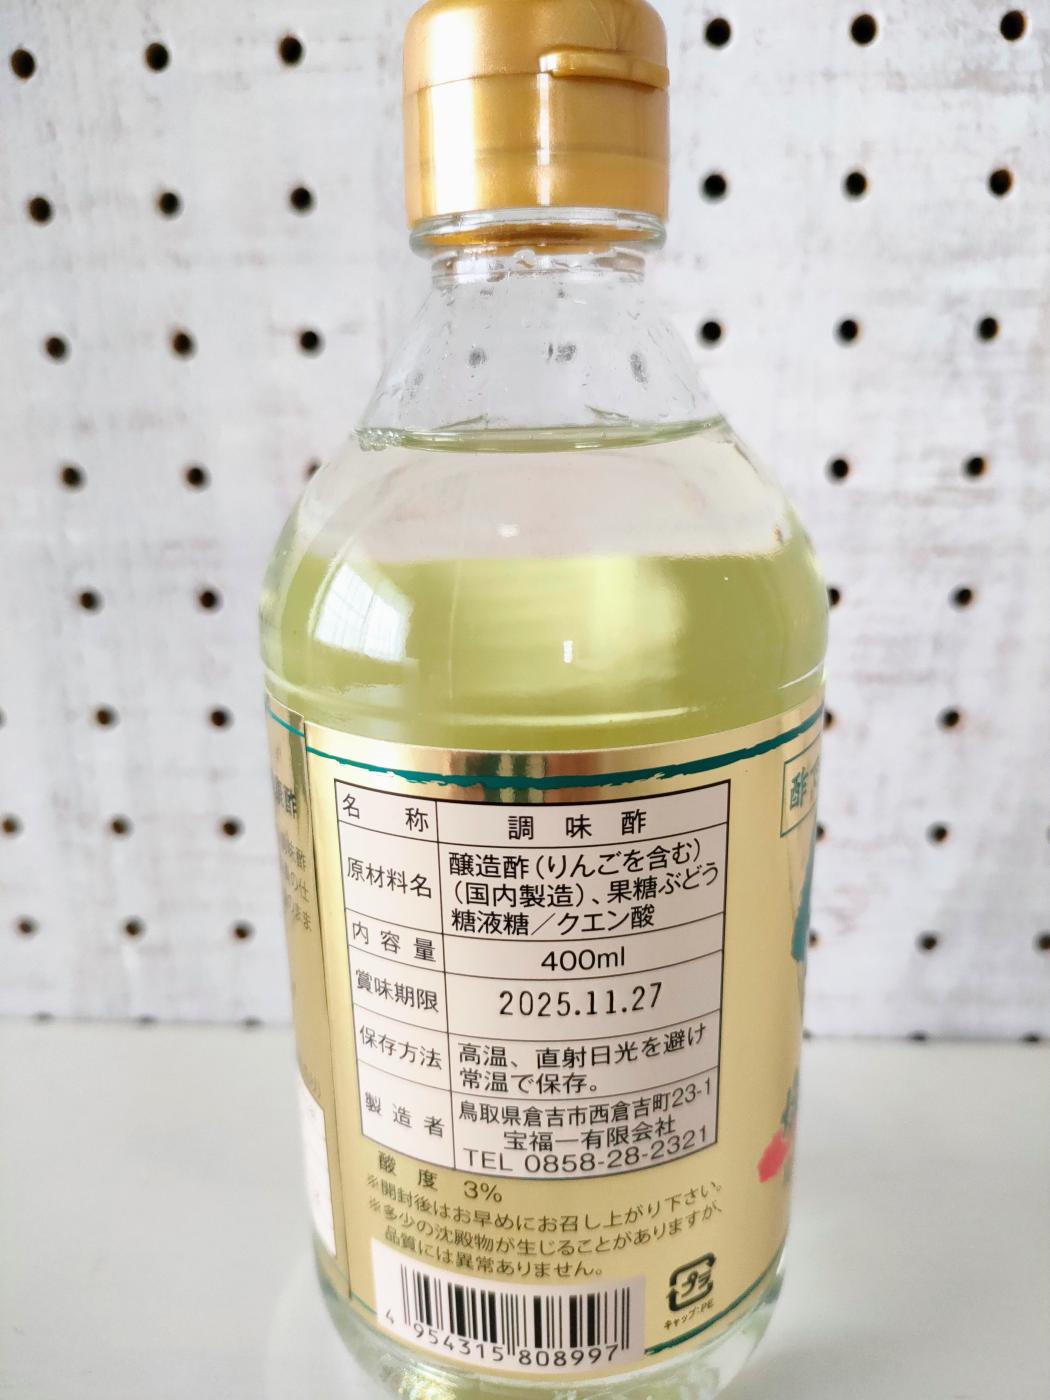 名称 調味酢
原材料名 醸造酢(りんごを含む)
(国内製造)、果糖ぶどう
糖液糖/クエン酸
内容量 400ml
賞味期限 2025.11.27
保存方法 高温、直射日光を避け
常温で保存。
製造者 鳥取県倉吉市西倉吉町23-1
宝福一有限会社
TEL 0858-28-2321
酸度 3%
※開封後はお早めにお召し上がり下さい。
※多少の沈殿物が生じることがありますが、
品質には異常ありません。
4 954315 808997
プラ
キャップ:PE
酢で